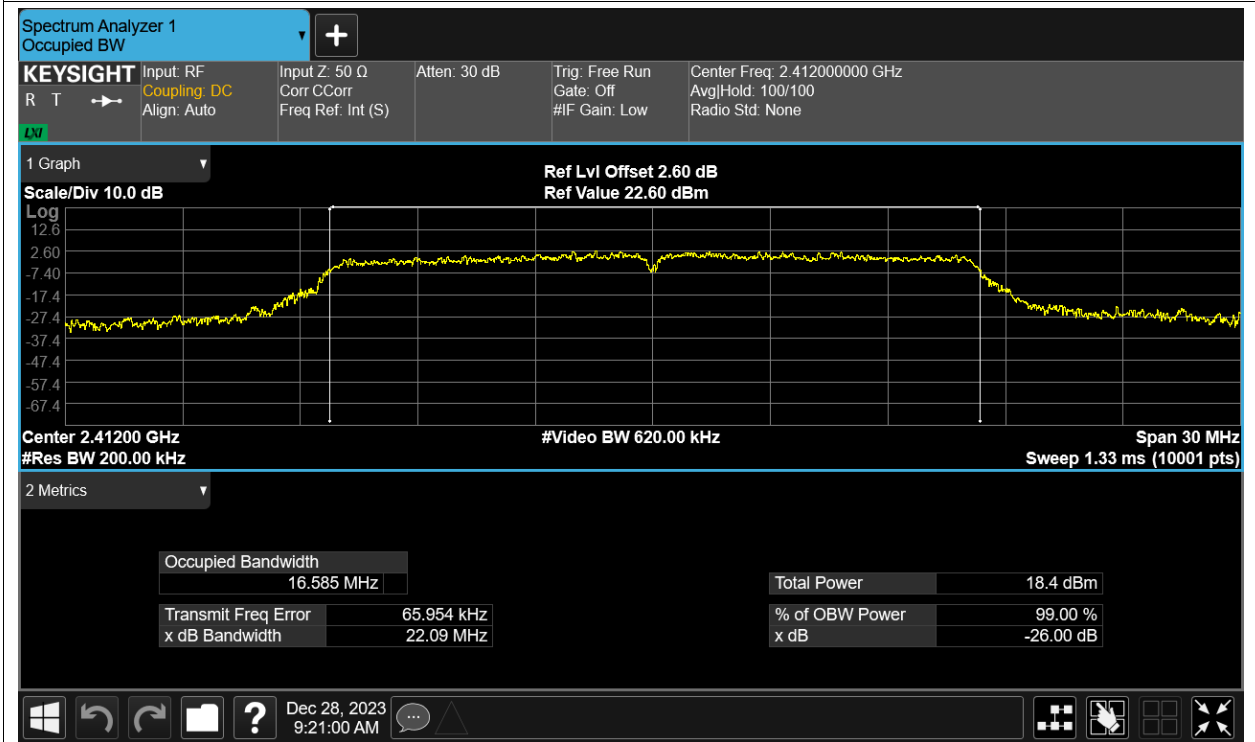 Spectrum Analyzer 1
Occupied BW
KEYSIGHT
R T
LXI
Input: RF
Coupling: DC
Align: Auto
Input Z: 50 Ω
Corr CCorr
Freq Ref: Int (S)
Atten: 30 dB
Trig: Free Run
Gate: Off
#IF Gain: Low
Center Freq: 2.412000000 GHz
Avg|Hold: 100/100
Radio Std: None
1 Graph
Scale/Div 10.0 dB
Ref Lvl Offset 2.60 dB
Ref Value 22.60 dBm
Log
12.6
2.60
-7.40
-17.4
-27.4
-37.4
-47.4
-57.4
-67.4
Center 2.41200 GHz
#Res BW 200.00 kHz
#Video BW 620.00 kHz
Span 30 MHz
Sweep 1.33 ms (10001 pts)
2 Metrics
Occupied Bandwidth
16.585 MHz
Transmit Freq Error 65.954 kHz
x dB Bandwidth 22.09 MHz
Total Power 18.4 dBm
% of OBW Power 99.00 %
x dB -26.00 dB
?
Dec 28, 2023
9:21:00 AM